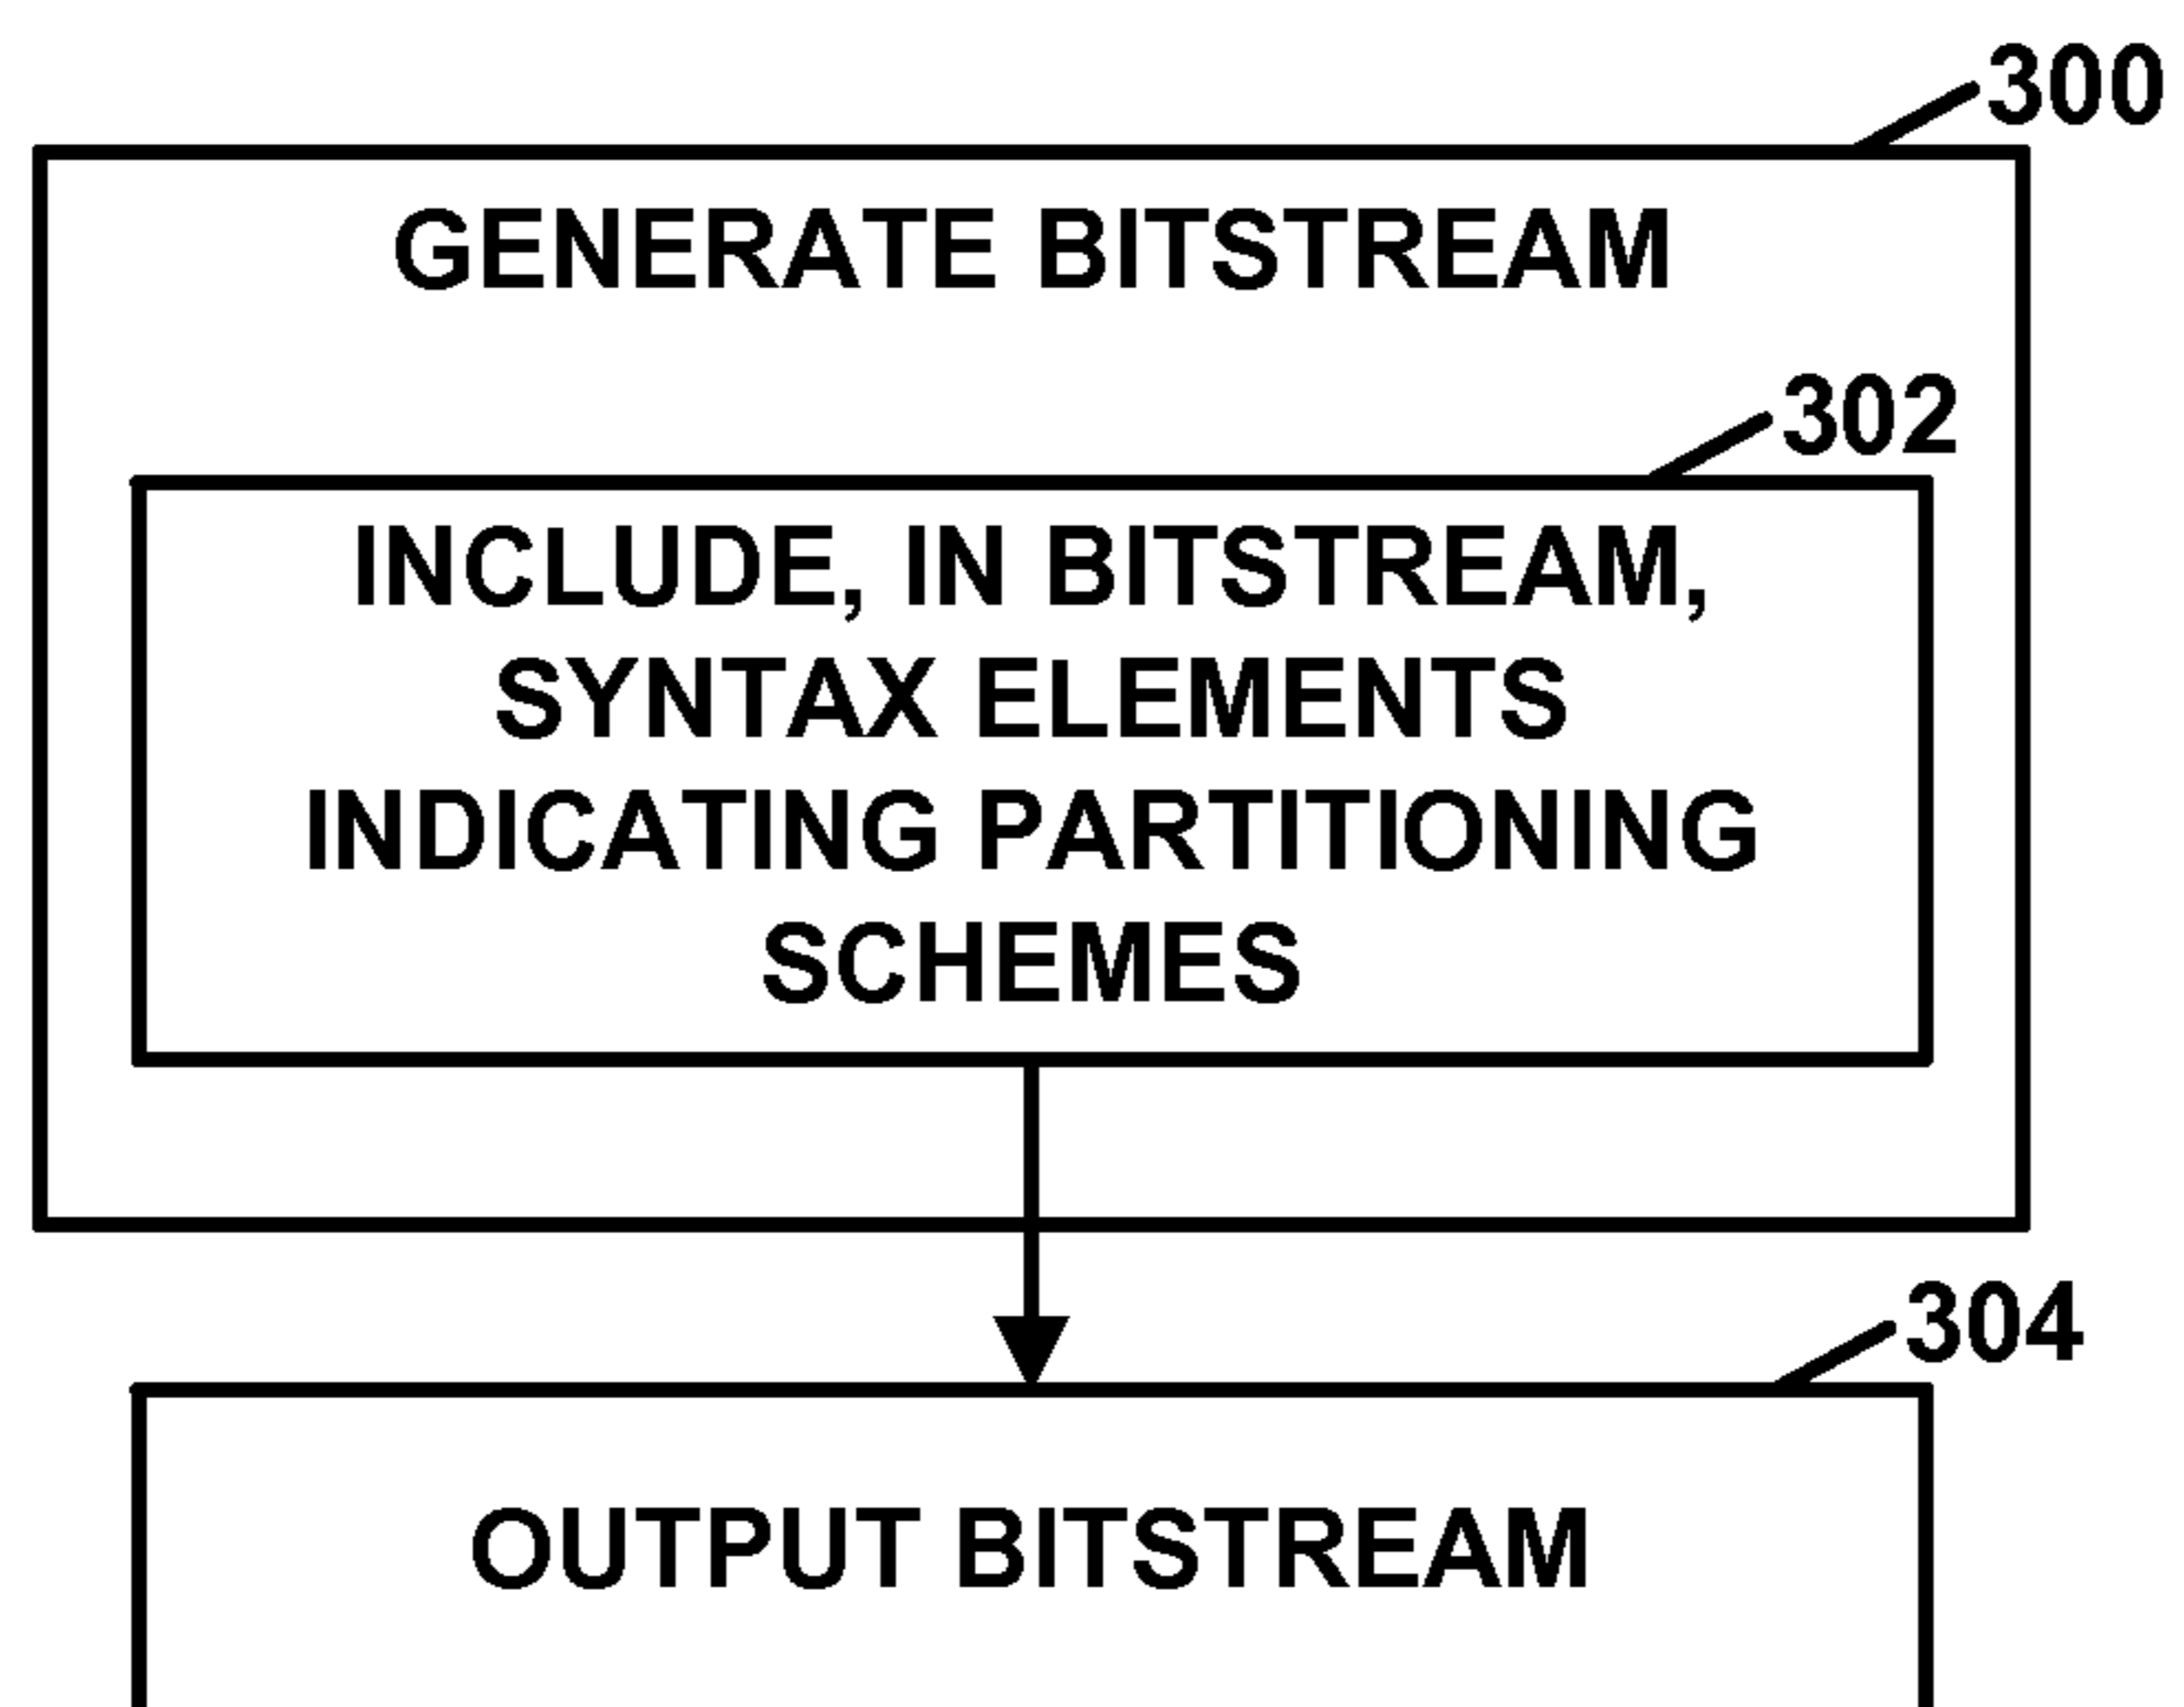 300
GENERATE BITSTREAM
302
INCLUDE, IN BITSTREAM,
SYNTAX ELEMENTS
INDICATING PARTITIONING
SCHEMES
304
OUTPUT BITSTREAM